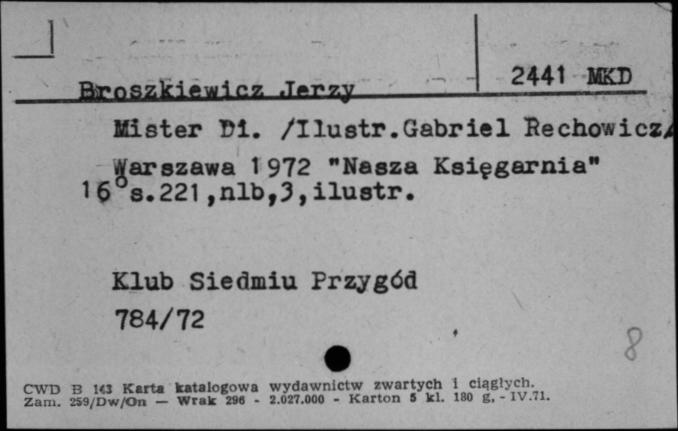 2441 MKD
Broszkiewicz Jerzy
Mister Di. /Ilustr.Gabriel Rechowicz/
Warszawa 1972 "Nasza Księgarnia"
16° s.221,nlb,3,ilustr.
Klub Siedmiu Przygód
784/72
8
CWD B 143 Karta katalogowa wydawnictw zwartych i ciągłych.
Zam. 259/Dw/On — Wrak 296 - 2.027.000 - Karton 5 kl. 180 g, - IV.71.